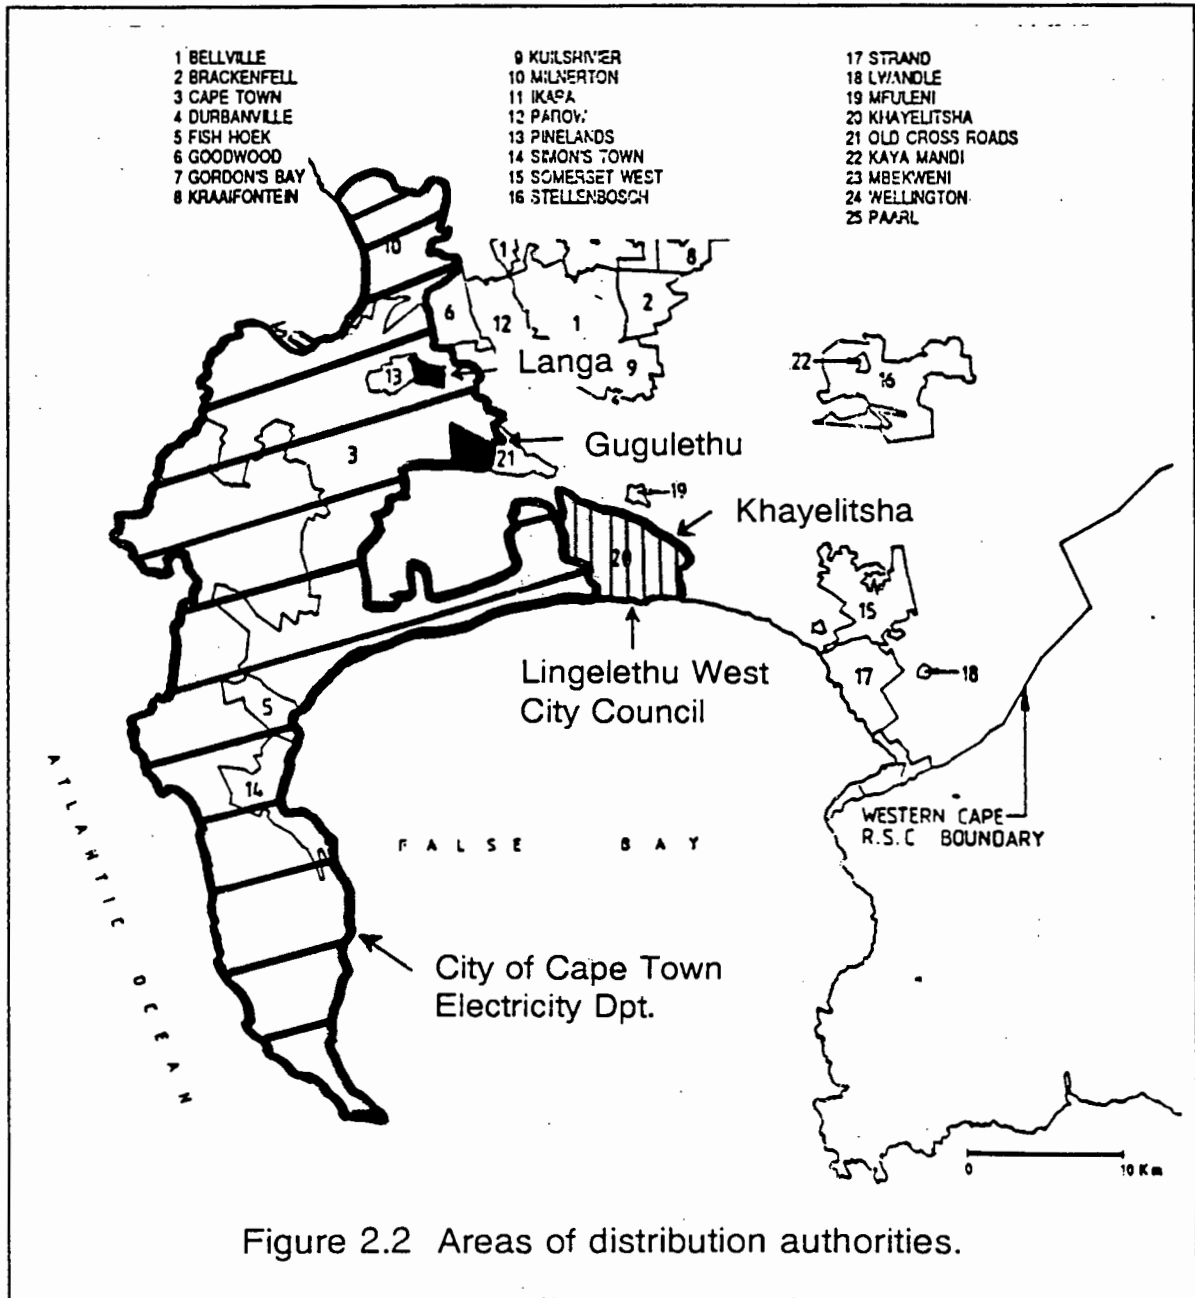 1 BELLVILLE
2 BRACKENFELL
3 CAPE TOWN
4 DURBANVILLE
5 FISH HOEK
6 GOODWOOD
7 GORDON'S BAY
8 KRAAIFONTEIN
9 KUILSRIVIER
10 MILNERTON
11 IKAPA
12 PAROW
13 PINELANDS
14 SIMON'S TOWN
15 SOMERSET WEST
16 STELLENBOSCH
17 STRAND
18 LWANDLE
19 MFULENI
20 KHAYELITSHA
21 OLD CROSS ROADS
22 KAYA MANDI
23 MBEKWENI
24 WELLINGTON
25 PAARL
10
1
8
6
12
1
2
13
Langa
9
22
16
3
Gugulethu
21
19
Khayelitsha
20
15
Lingelethu West
City Council
17
18
5
14
WESTERN CAPE
R.S.C BOUNDARY
FALSE BAY
ATLANTIC OCEAN
City of Cape Town
Electricity Dpt.
0 10 Km
Figure 2.2 Areas of distribution authorities.